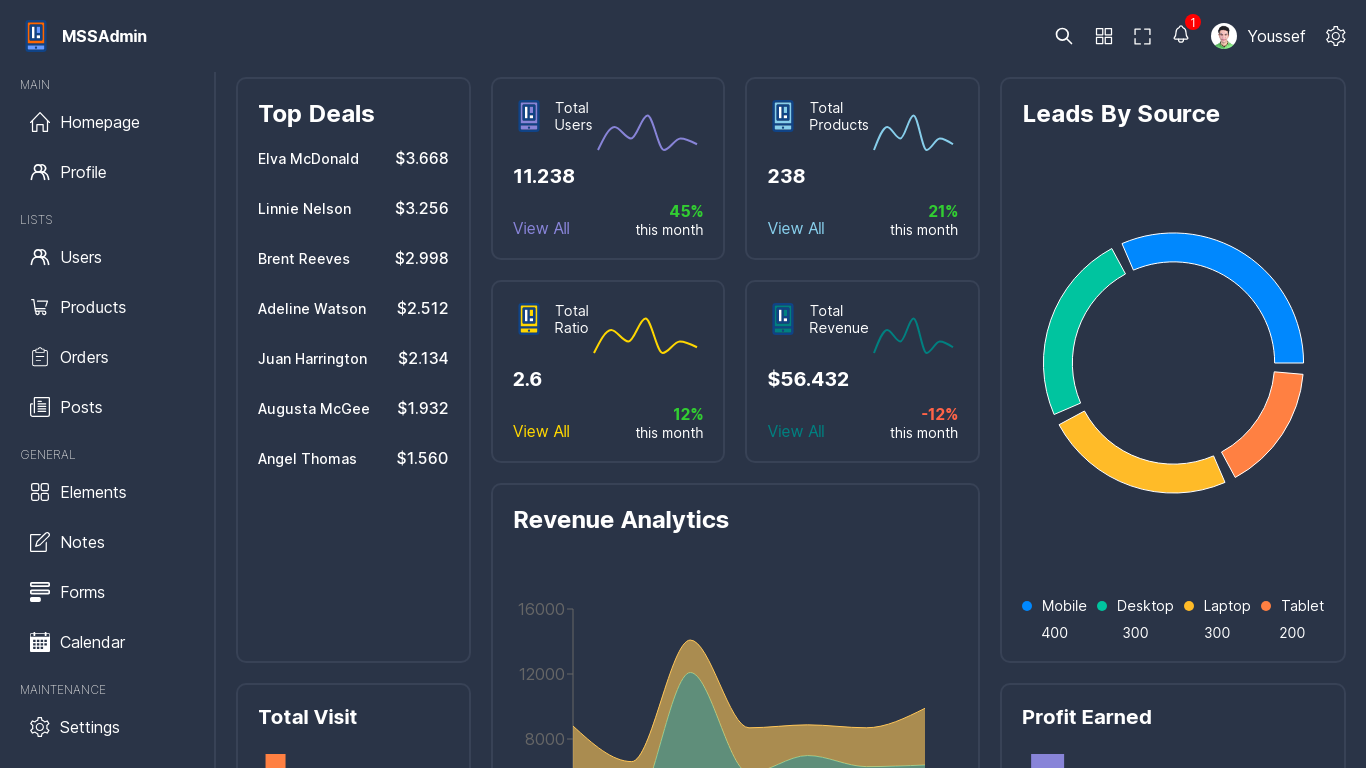 MSSAdmin
1
Youssef
MAIN
Homepage
Profile
LISTS
Users
Products
Orders
Posts
GENERAL
Elements
Notes
Forms
Calendar
MAINTENANCE
Settings
Top Deals
Elva McDonald $3.668
Linnie Nelson $3.256
Brent Reeves $2.998
Adeline Watson $2.512
Juan Harrington $2.134
Augusta McGee $1.932
Angel Thomas $1.560
Total Visit
Total
Users
11.238
45%
View All
this month
Total
Products
238
21%
View All
this month
Total
Ratio
2.6
12%
View All
this month
Total
Revenue
$56.432
-12%
View All
this month
Revenue Analytics
16000
12000
8000
Leads By Source
Mobile Desktop Laptop Tablet
400 300 300 200
Profit Earned